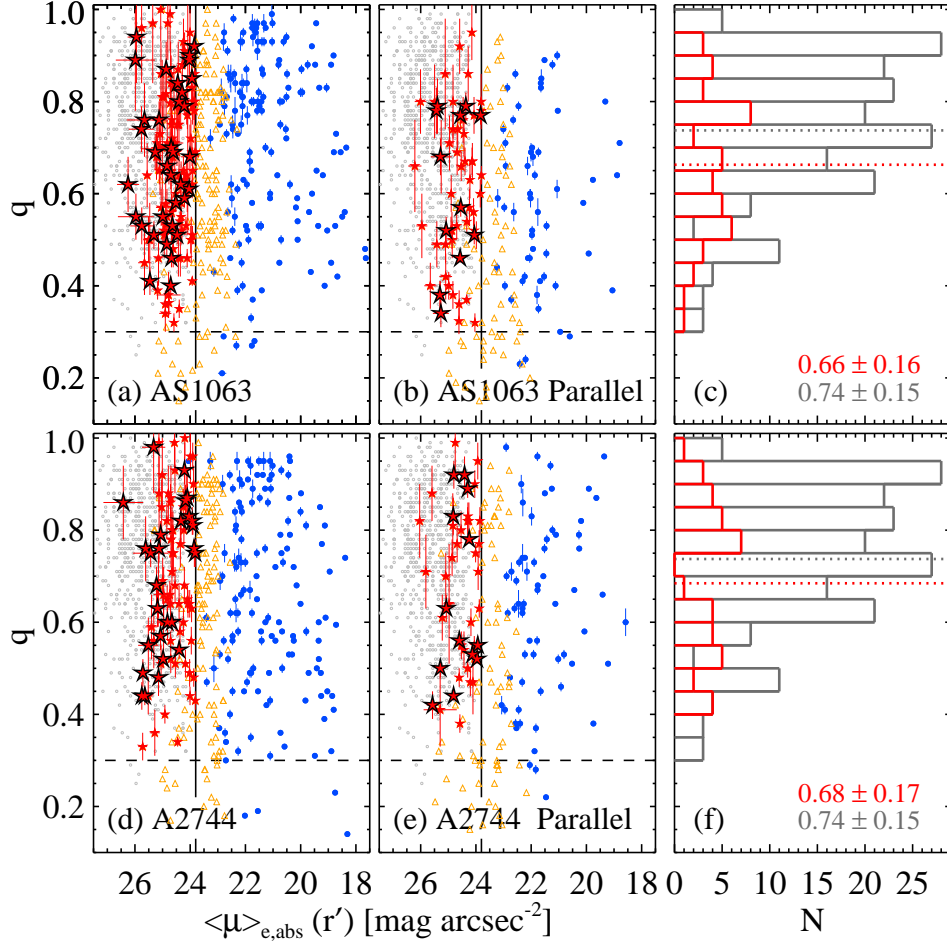 1.0
0.8
0.6
0.4
0.2
q
(a) AS1063
(b) AS1063 Parallel
(c)
0.66 ± 0.16
0.74 ± 0.15
1.0
0.8
0.6
0.4
0.2
q
(d) A2744
(e) A2744 Parallel
(f)
0.68 ± 0.17
0.74 ± 0.15
26 24 22 20 18
26 24 22 20 18
0 5 10 15 20 25
<μ>e,abs (r′) [mag arcsec-2]
N